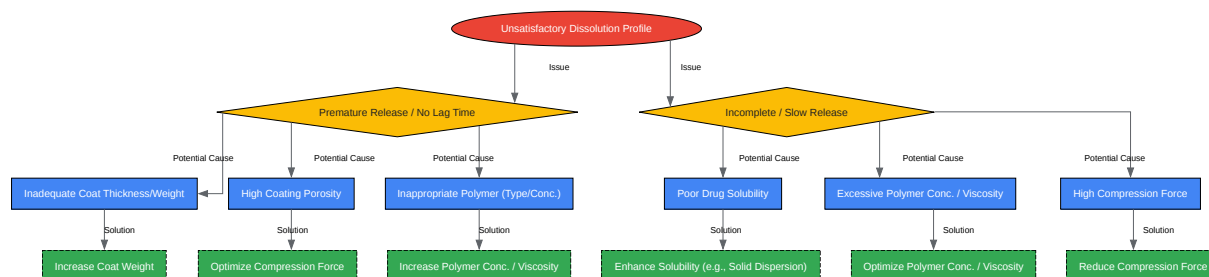 Unsatisfactory Dissolution Profile
Issue
Issue
Premature Release / No Lag Time
Incomplete / Slow Release
Potential Cause
Potential Cause
Potential Cause
Potential Cause
Potential Cause
Potential Cause
Inadequate Coat Thickness/Weight
High Coating Porosity
Inappropriate Polymer (Type/Conc.)
Poor Drug Solubility
Excessive Polymer Conc. / Viscosity
High Compression Force
Solution
Solution
Solution
Solution
Solution
Solution
Increase Coat Weight
Optimize Compression Force
Increase Polymer Conc. / Viscosity
Enhance Solubility (e.g., Solid Dispersion)
Optimize Polymer Conc. / Viscosity
Reduce Compression Force